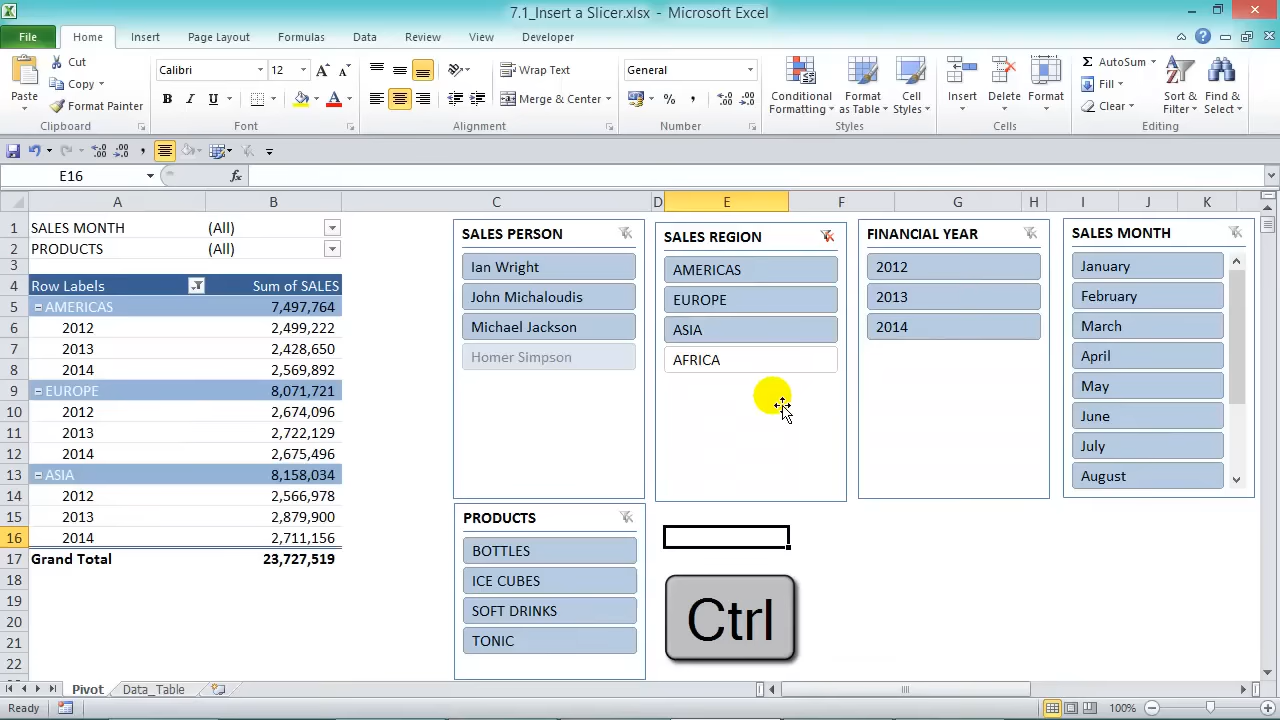 7.1_Insert a Slicer.xlsx - Microsoft Excel
File Home Insert Page Layout Formulas Data Review View Developer
Paste
Cut
Copy
Format Painter
Clipboard
Calibri 12
B I U
Font
Wrap Text
Merge & Center
Alignment
General
Number
Conditional Formatting
Format as Table
Cell Styles
Styles
Insert
Delete
Format
Cells
AutoSum
Fill
Clear
Sort & Filter
Find & Select
Editing
E16 fx
A B C D E F G H I J K
1 SALES MONTH (All)
2 PRODUCTS (All)
3
4 Row Labels Sum of SALES
5 AMERICAS 7,497,764
6 2012 2,499,222
7 2013 2,428,650
8 2014 2,569,892
9 EUROPE 8,071,721
10 2012 2,674,096
11 2013 2,722,129
12 2014 2,675,496
13 ASIA 8,158,034
14 2012 2,566,978
15 2013 2,879,900
16 2014 2,711,156
17 Grand Total 23,727,519
18
19
20
21
22
SALES PERSON
Ian Wright
John Michaloudis
Michael Jackson
Homer Simpson
SALES REGION
AMERICAS
EUROPE
ASIA
AFRICA
FINANCIAL YEAR
2012
2013
2014
SALES MONTH
January
February
March
April
May
June
July
August
PRODUCTS
BOTTLES
ICE CUBES
SOFT DRINKS
TONIC
Ctrl
Pivot Data_Table
Ready 100%